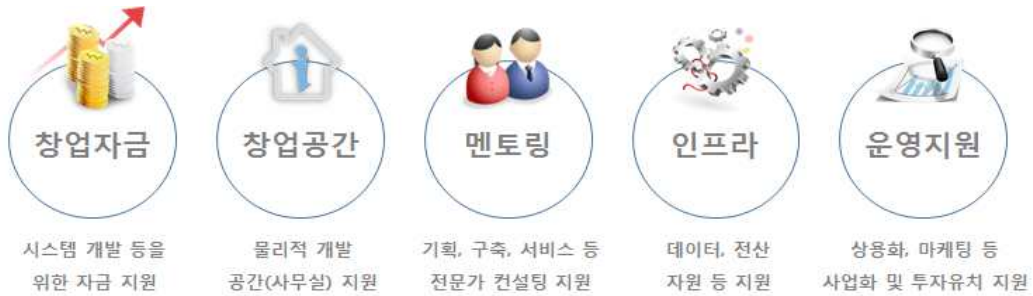 창업자금
창업공간
멘토링
인프라
운영지원
시스템 개발 등을
위한 자금 지원
물리적 개발
공간(사무실) 지원
기획, 구축, 서비스 등
전문가 컨설팅 지원
데이터, 전산
자원 등 지원
상용화, 마케팅 등
사업화 및 투자유치 지원